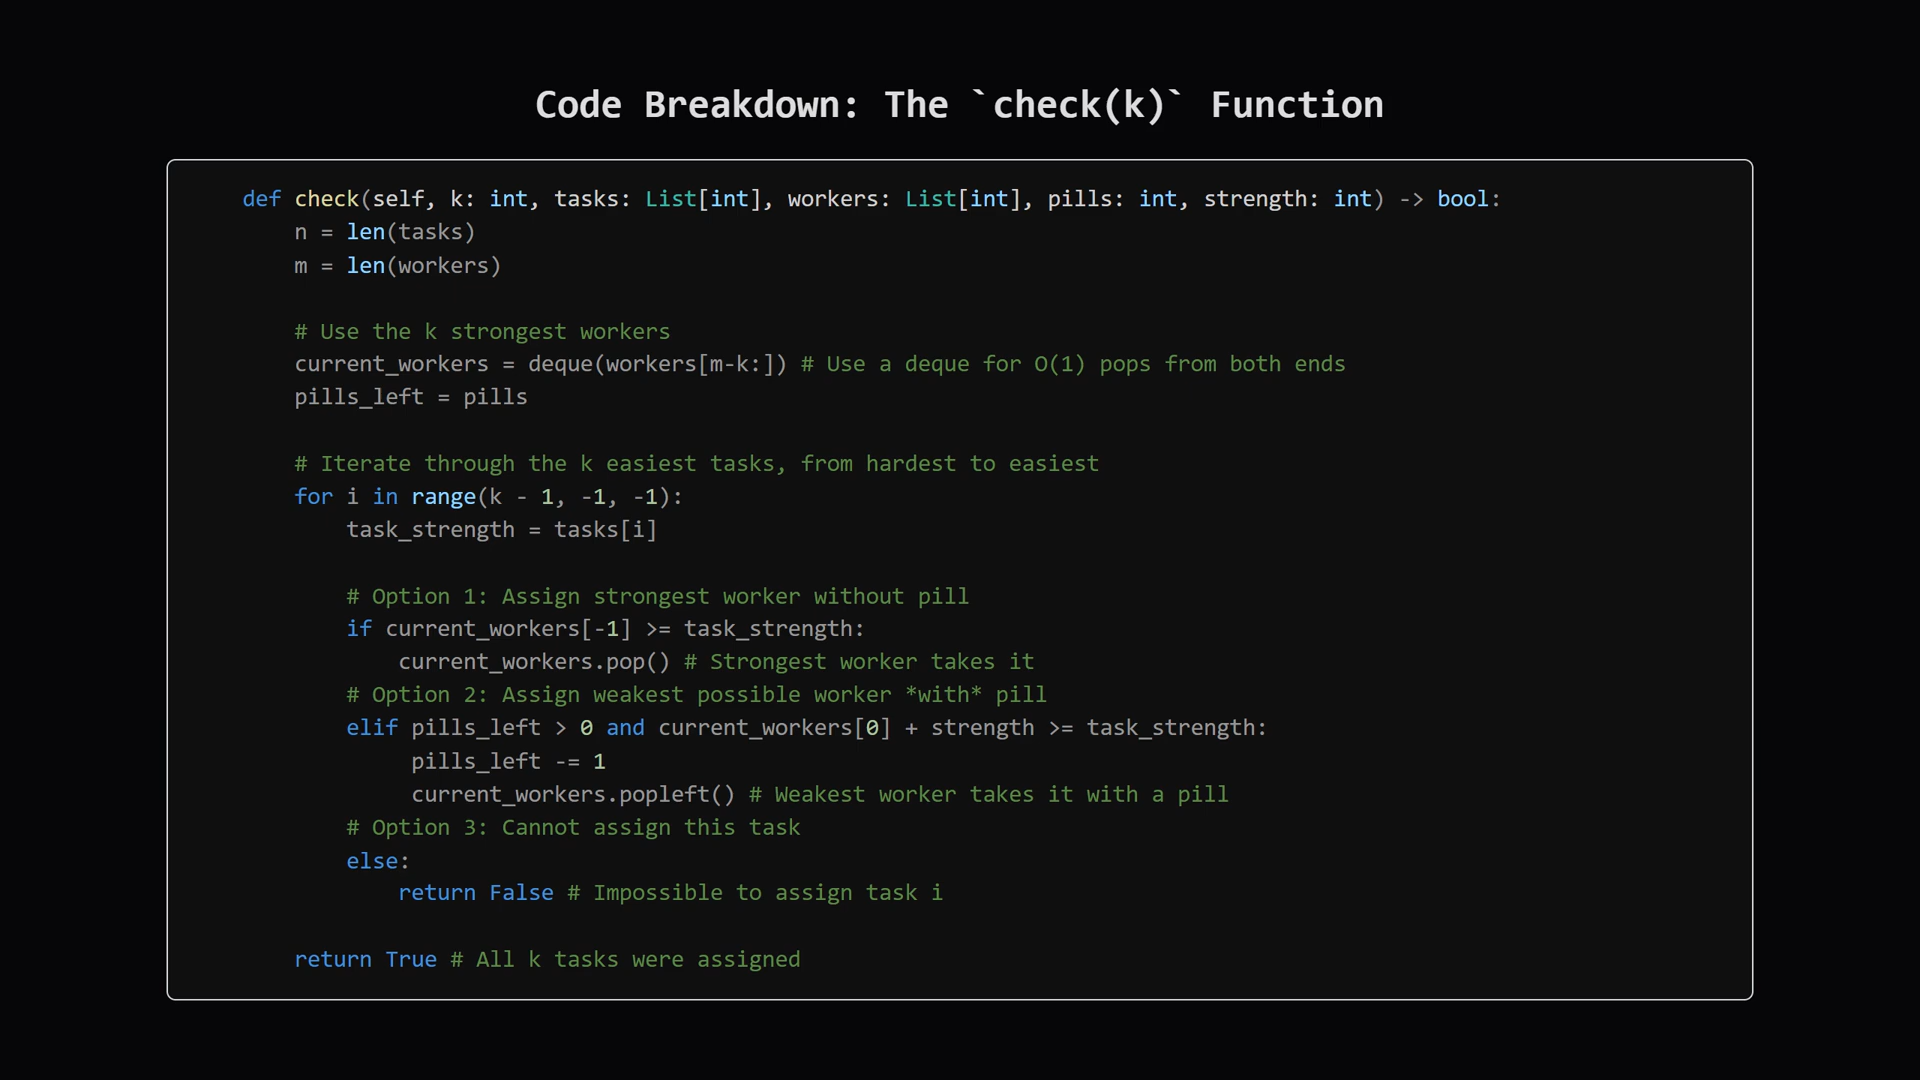 Code Breakdown: The `check(k)` Function
def check(self, k: int, tasks: List[int], workers: List[int], pills: int, strength: int) -> bool:
n = len(tasks)
m = len(workers)
# Use the k strongest workers
current_workers = deque(workers[m-k:]) # Use a deque for O(1) pops from both ends
pills_left = pills
# Iterate through the k easiest tasks, from hardest to easiest
for i in range(k - 1, -1, -1):
task_strength = tasks[i]
# Option 1: Assign strongest worker without pill
if current_workers[-1] >= task_strength:
current_workers.pop() # Strongest worker takes it
# Option 2: Assign weakest possible worker *with* pill
elif pills_left > 0 and current_workers[0] + strength >= task_strength:
pills_left -= 1
current_workers.popleft() # Weakest worker takes it with a pill
# Option 3: Cannot assign this task
else:
return False # Impossible to assign task i
return True # All k tasks were assigned